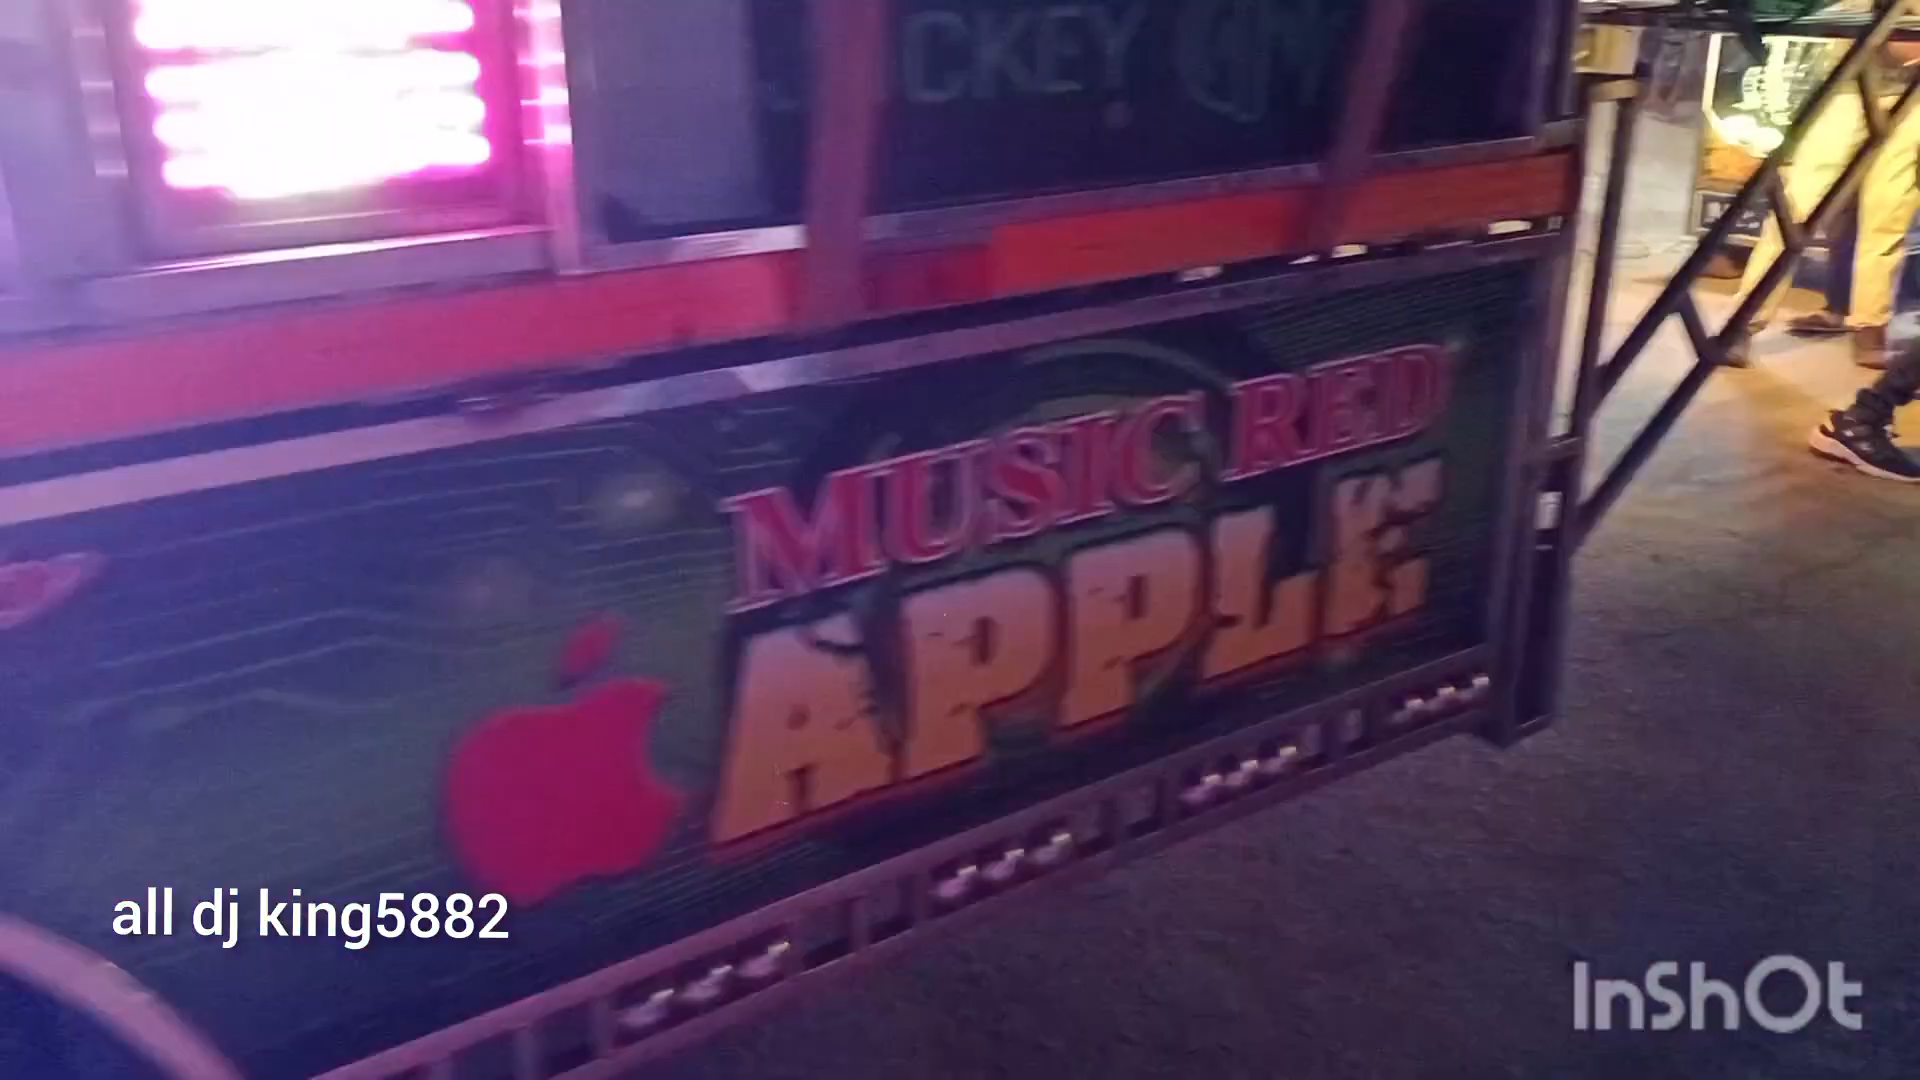 CKEY
MUSIC RED
APPLE
all dj king5882
InShOt